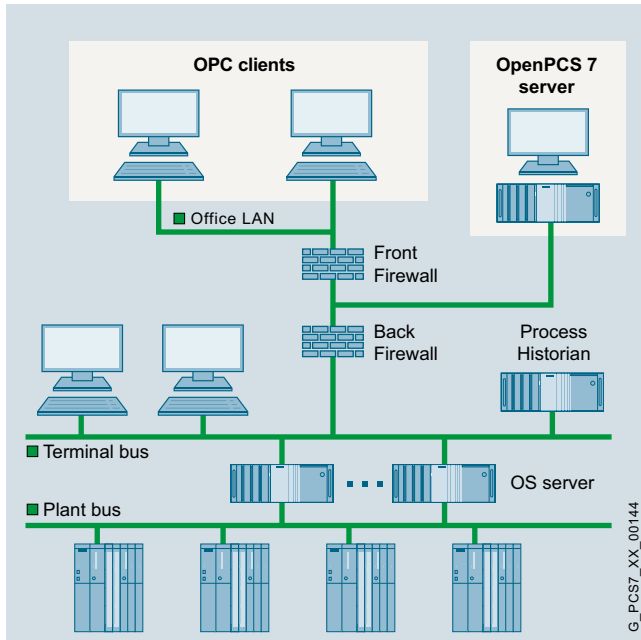 OPC clients
OpenPCS 7
server
Office LAN
Front
Firewall
Back
Firewall
Process
Historian
Terminal bus
OS server
Plant bus
G_PCS7_XX_00144